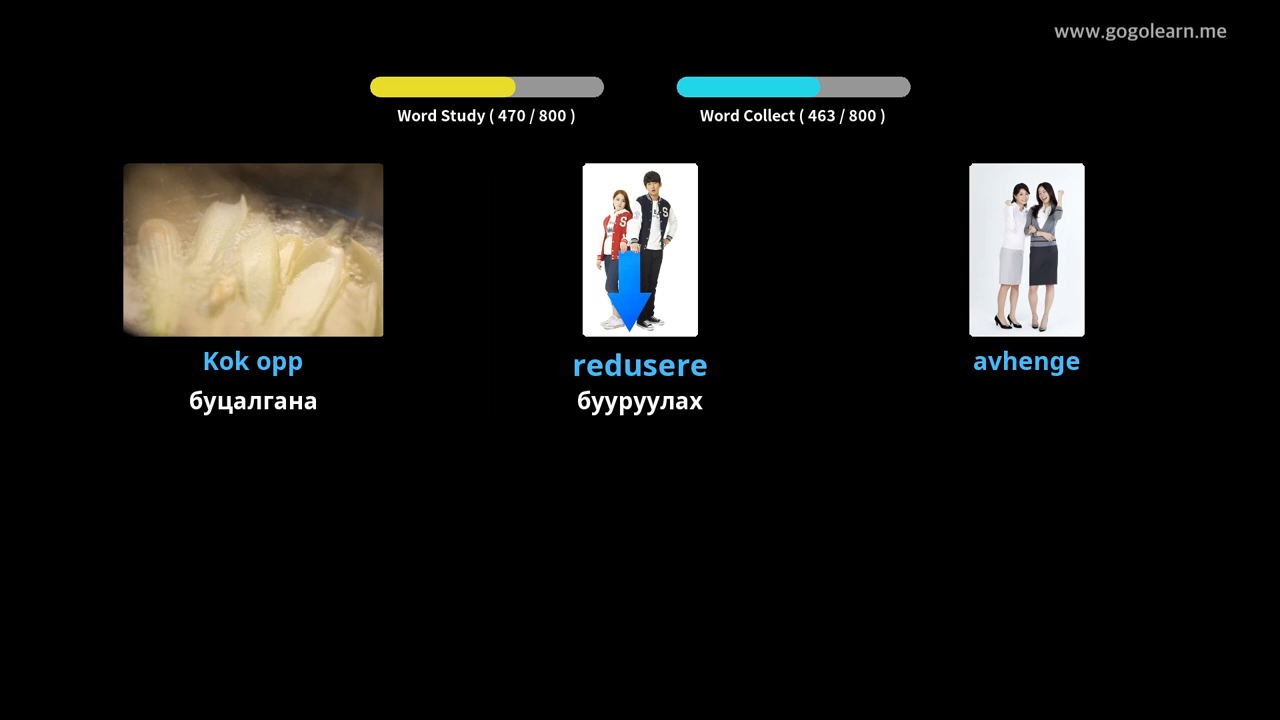 www.gogolearn.me
Word Study ( 470 / 800 )
Word Collect ( 463 / 800 )
Kok opp
redusere
avhenge
буцалгана
бууруулах